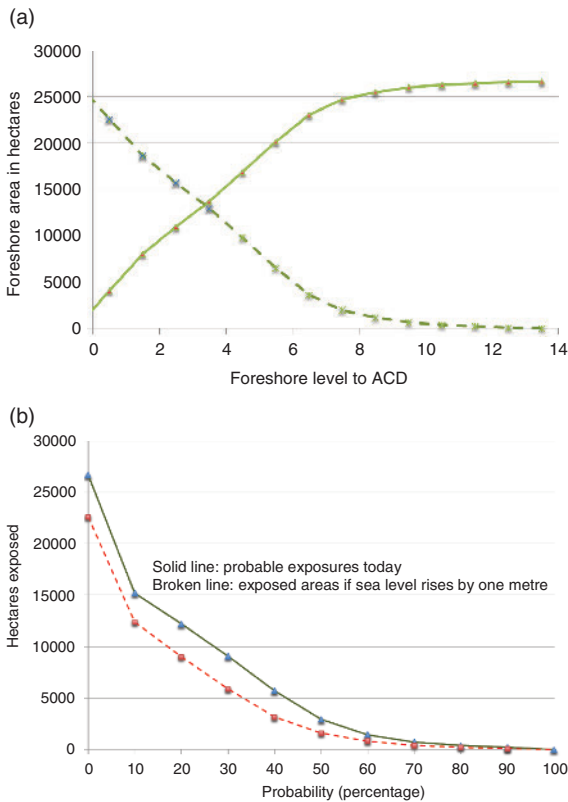 (a)
Foreshore area in hectares
30000
25000
20000
15000
10000
5000
0
0 2 4 6 8 10 12 14
Foreshore level to ACD
(b)
Hectares exposed
30000
25000
20000
15000
10000
5000
0
Solid line: probable exposures today
Broken line: exposed areas if sea level rises by one metre
0 10 20 30 40 50 60 70 80 90 100
Probability (percentage)